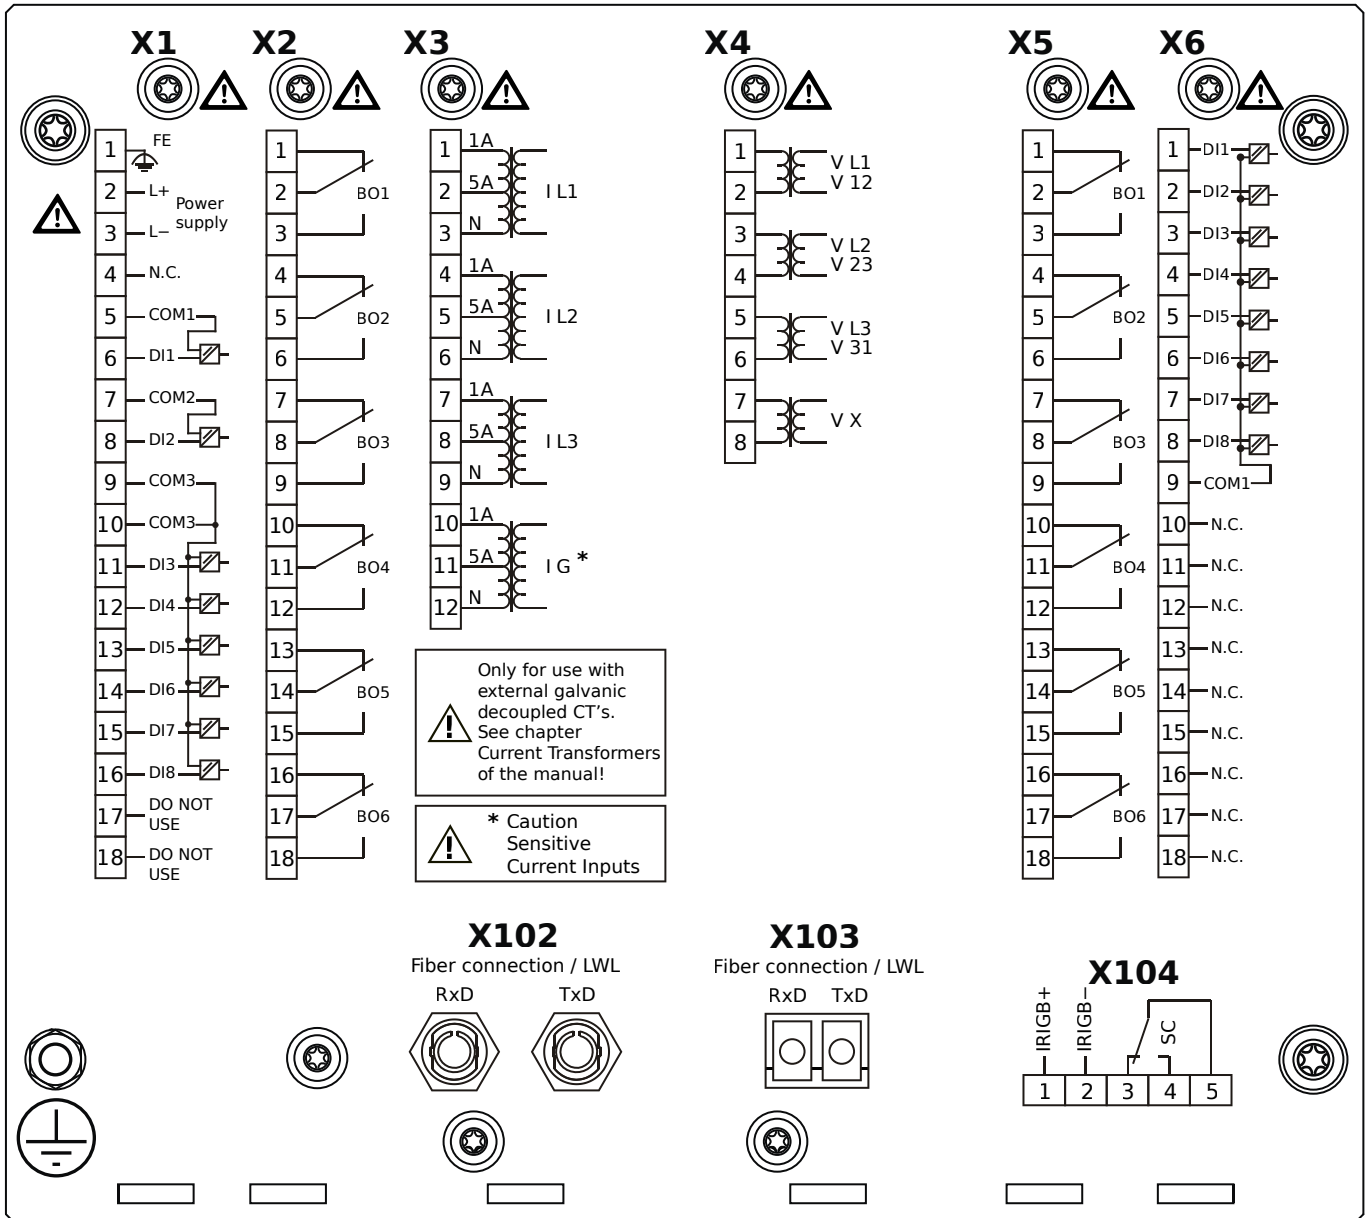 X1
X2
X3
X4
X5
X6
1 FE
2 L+
Power
supply
3 L−
4 N.C.
5 COM1
6 DI1
7 COM2
8 DI2
9 COM3
10 COM3
11 DI3
12 DI4
13 DI5
14 DI6
15 DI7
16 DI8
17 DO NOT
USE
18 DO NOT
USE
1
2 BO1
3
4
5 BO2
6
7
8 BO3
9
10
11 BO4
12
13
14 BO5
15
16
17 BO6
18
1 1A
2 5A I L1
3 N
4 1A
5 5A I L2
6 N
7 1A
8 5A I L3
9 N
10 1A
11 5A I G *
12 N
Only for use with
external galvanic
decoupled CT's.
See chapter
Current Transformers
of the manual!
* Caution
Sensitive
Current Inputs
1 V L1
2 V 12
3 V L2
4 V 23
5 V L3
6 V 31
7 V X
8
1
2 BO1
3
4
5 BO2
6
7
8 BO3
9
10
11 BO4
12
13
14 BO5
15
16
17 BO6
18
1 DI1
2 DI2
3 DI3
4 DI4
5 DI5
6 DI6
7 DI7
8 DI8
9 COM1
10 N.C.
11 N.C.
12 N.C.
13 N.C.
14 N.C.
15 N.C.
16 N.C.
17 N.C.
18 N.C.
X102
Fiber connection / LWL
RxD TxD
X103
Fiber connection / LWL
RxD TxD
X104
IRIGB+
IRIGB−
SC
1 2 3 4 5